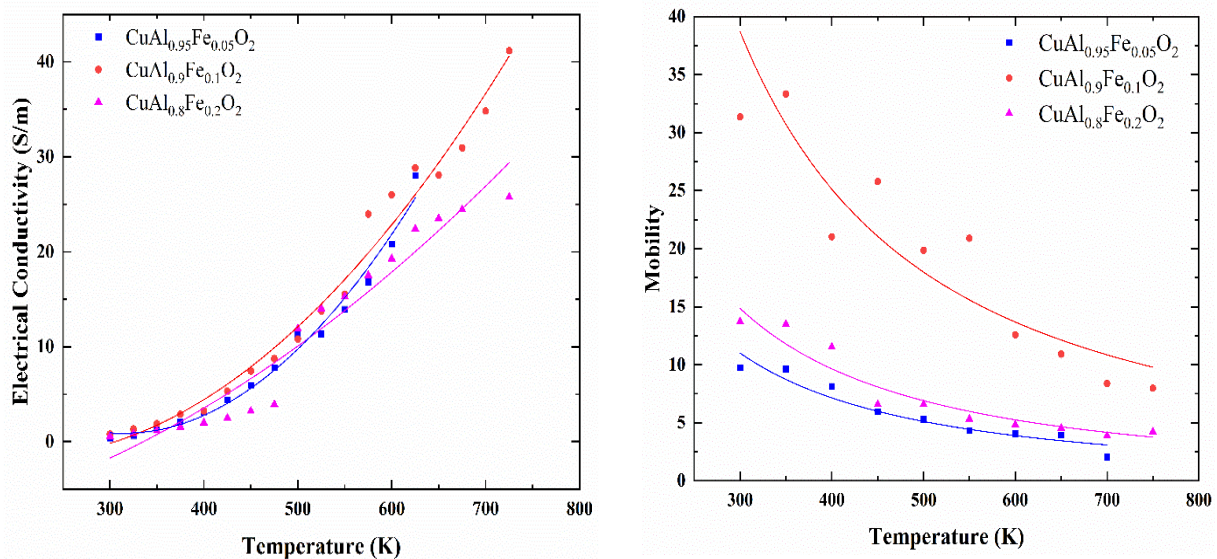 CuAl0.95Fe0.05O2
CuAl0.9Fe0.1O2
CuAl0.8Fe0.2O2
Electrical Conductivity (S/m)
40
30
20
10
0
300 400 500 600 700 800
Temperature (K)
CuAl0.95Fe0.05O2
CuAl0.9Fe0.1O2
CuAl0.8Fe0.2O2
Mobility
40
35
30
25
20
15
10
5
0
300 400 500 600 700 800
Temperature (K)